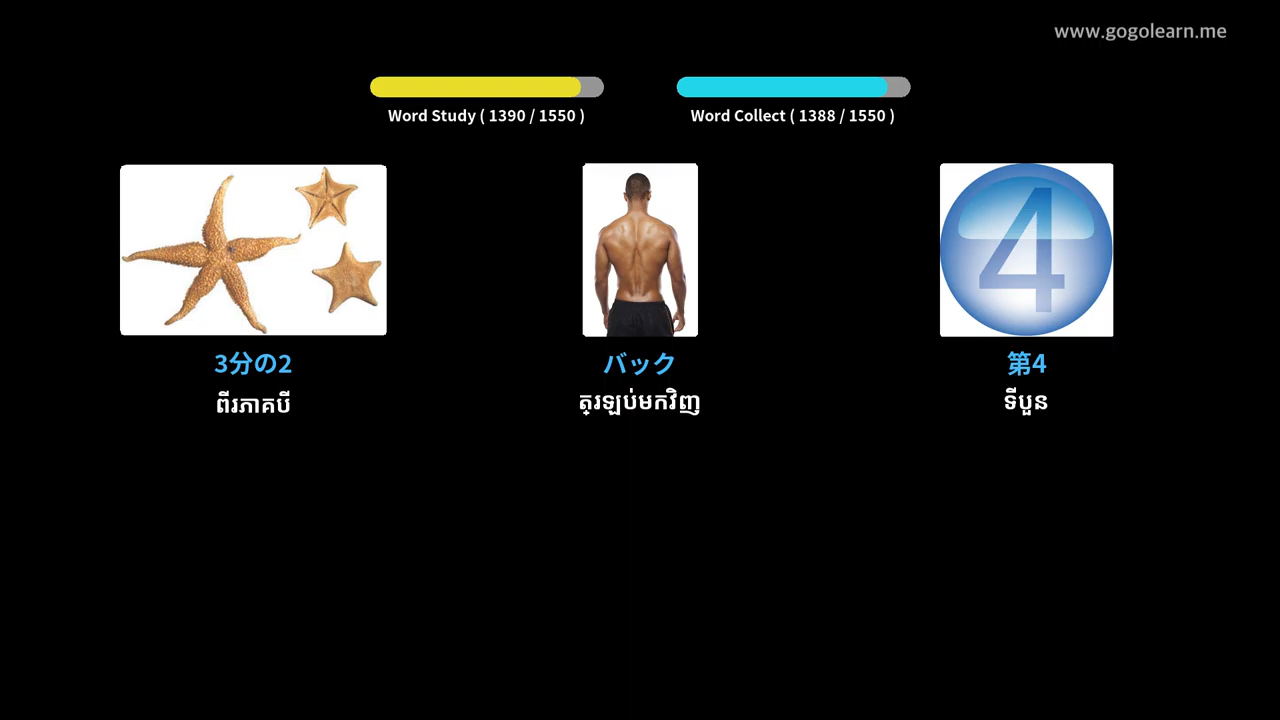 www.gogolearn.me
Word Study ( 1390 / 1550 )
Word Collect ( 1388 / 1550 )
4
3分の2
バック
第4
ពីរភាគបី
ត្រឡប់មកវិញ
ទីបួន